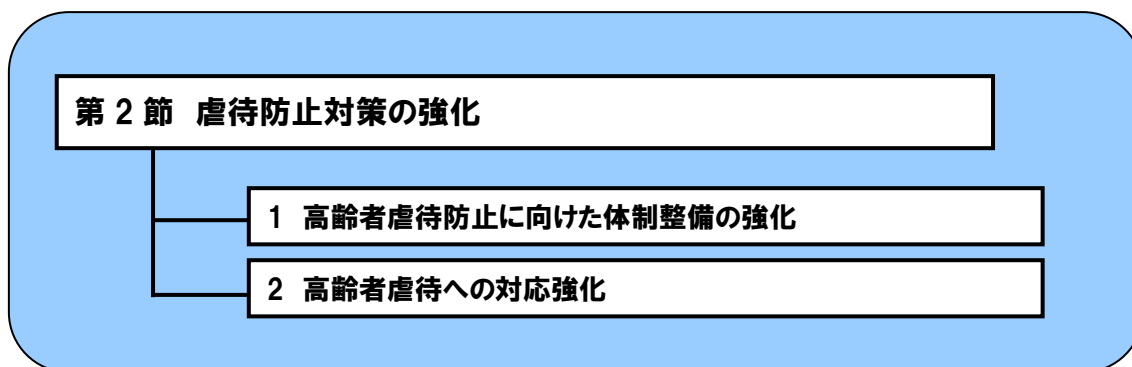 第2節 虐待防止対策の強化
1 高齢者虐待防止に向けた体制整備の強化
2 高齢者虐待への対応強化